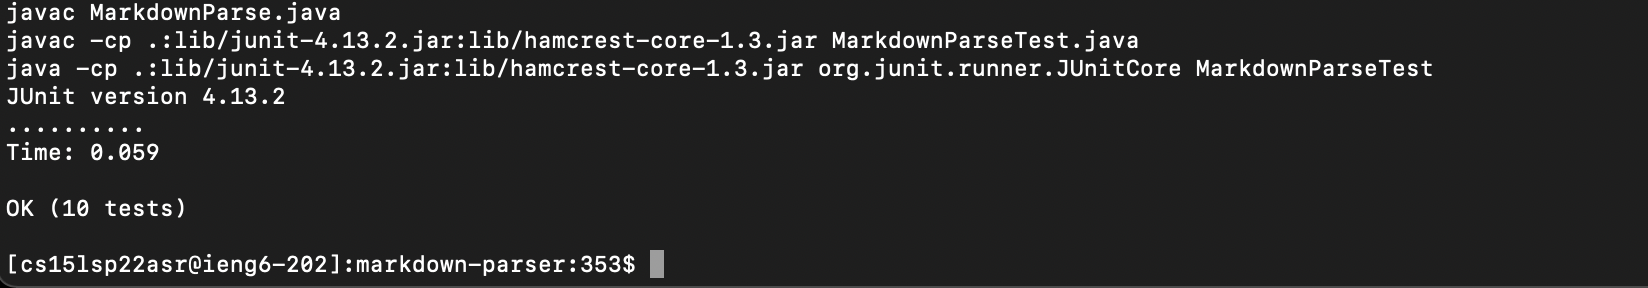 javac MarkdownParse.java
javac -cp .:lib/junit-4.13.2.jar:lib/hamcrest-core-1.3.jar MarkdownParseTest.java
java -cp .:lib/junit-4.13.2.jar:lib/hamcrest-core-1.3.jar org.junit.runner.JUnitCore MarkdownParseTest
JUnit version 4.13.2
..........
Time: 0.059
OK (10 tests)
[cs15lsp22asr@ieng6-202]:markdown-parser:353$